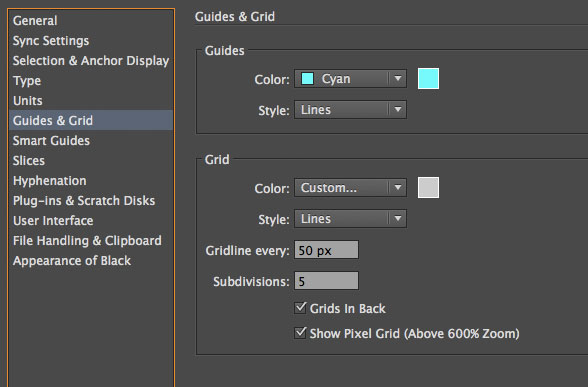 General
Sync Settings
Selection & Anchor Display
Type
Units
Guides & Grid
Smart Guides
Slices
Hyphenation
Plug-ins & Scratch Disks
User Interface
File Handling & Clipboard
Appearance of Black
Guides & Grid
Guides
Color: Cyan
Style: Lines
Grid
Color: Custom...
Style: Lines
Gridline every: 50 px
Subdivisions: 5
Grids In Back
Show Pixel Grid (Above 600% Zoom)